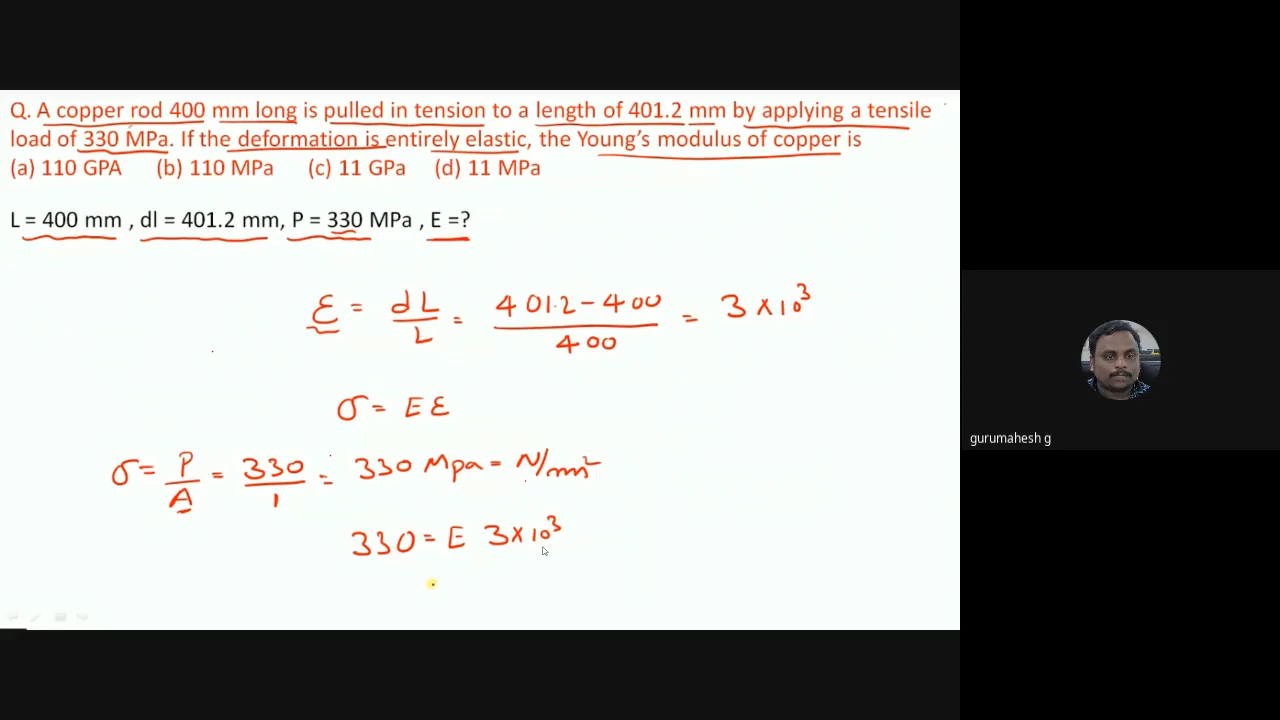 Q. A copper rod 400 mm long is pulled in tension to a length of 401.2 mm by applying a tensile
load of 330 MPa. If the deformation is entirely elastic, the Young’s modulus of copper is
(a) 110 GPA (b) 110 MPa (c) 11 GPa (d) 11 MPa
L = 400 mm , dl = 401.2 mm, P = 330 MPa , E =?
ε = dL/L = (401.2 - 400)/400 = 3 × 10³
σ = E ε
σ = P/A = 330/1 = 330 Mpa = N/mm²
330 = E 3 × 10³
gurumahesh g